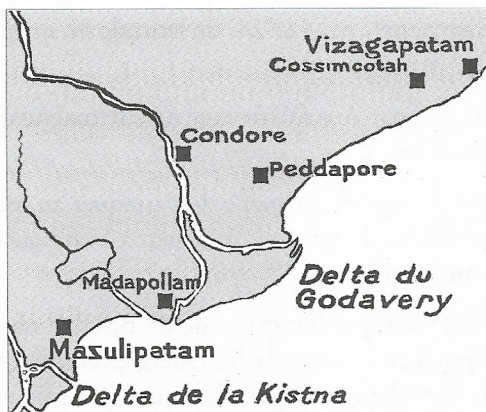 Vizagapatam
Cossimcotah
Condore
Peddapore
Madapollam
Delta du
Godavery
Masulipatam
Delta de la Kistna